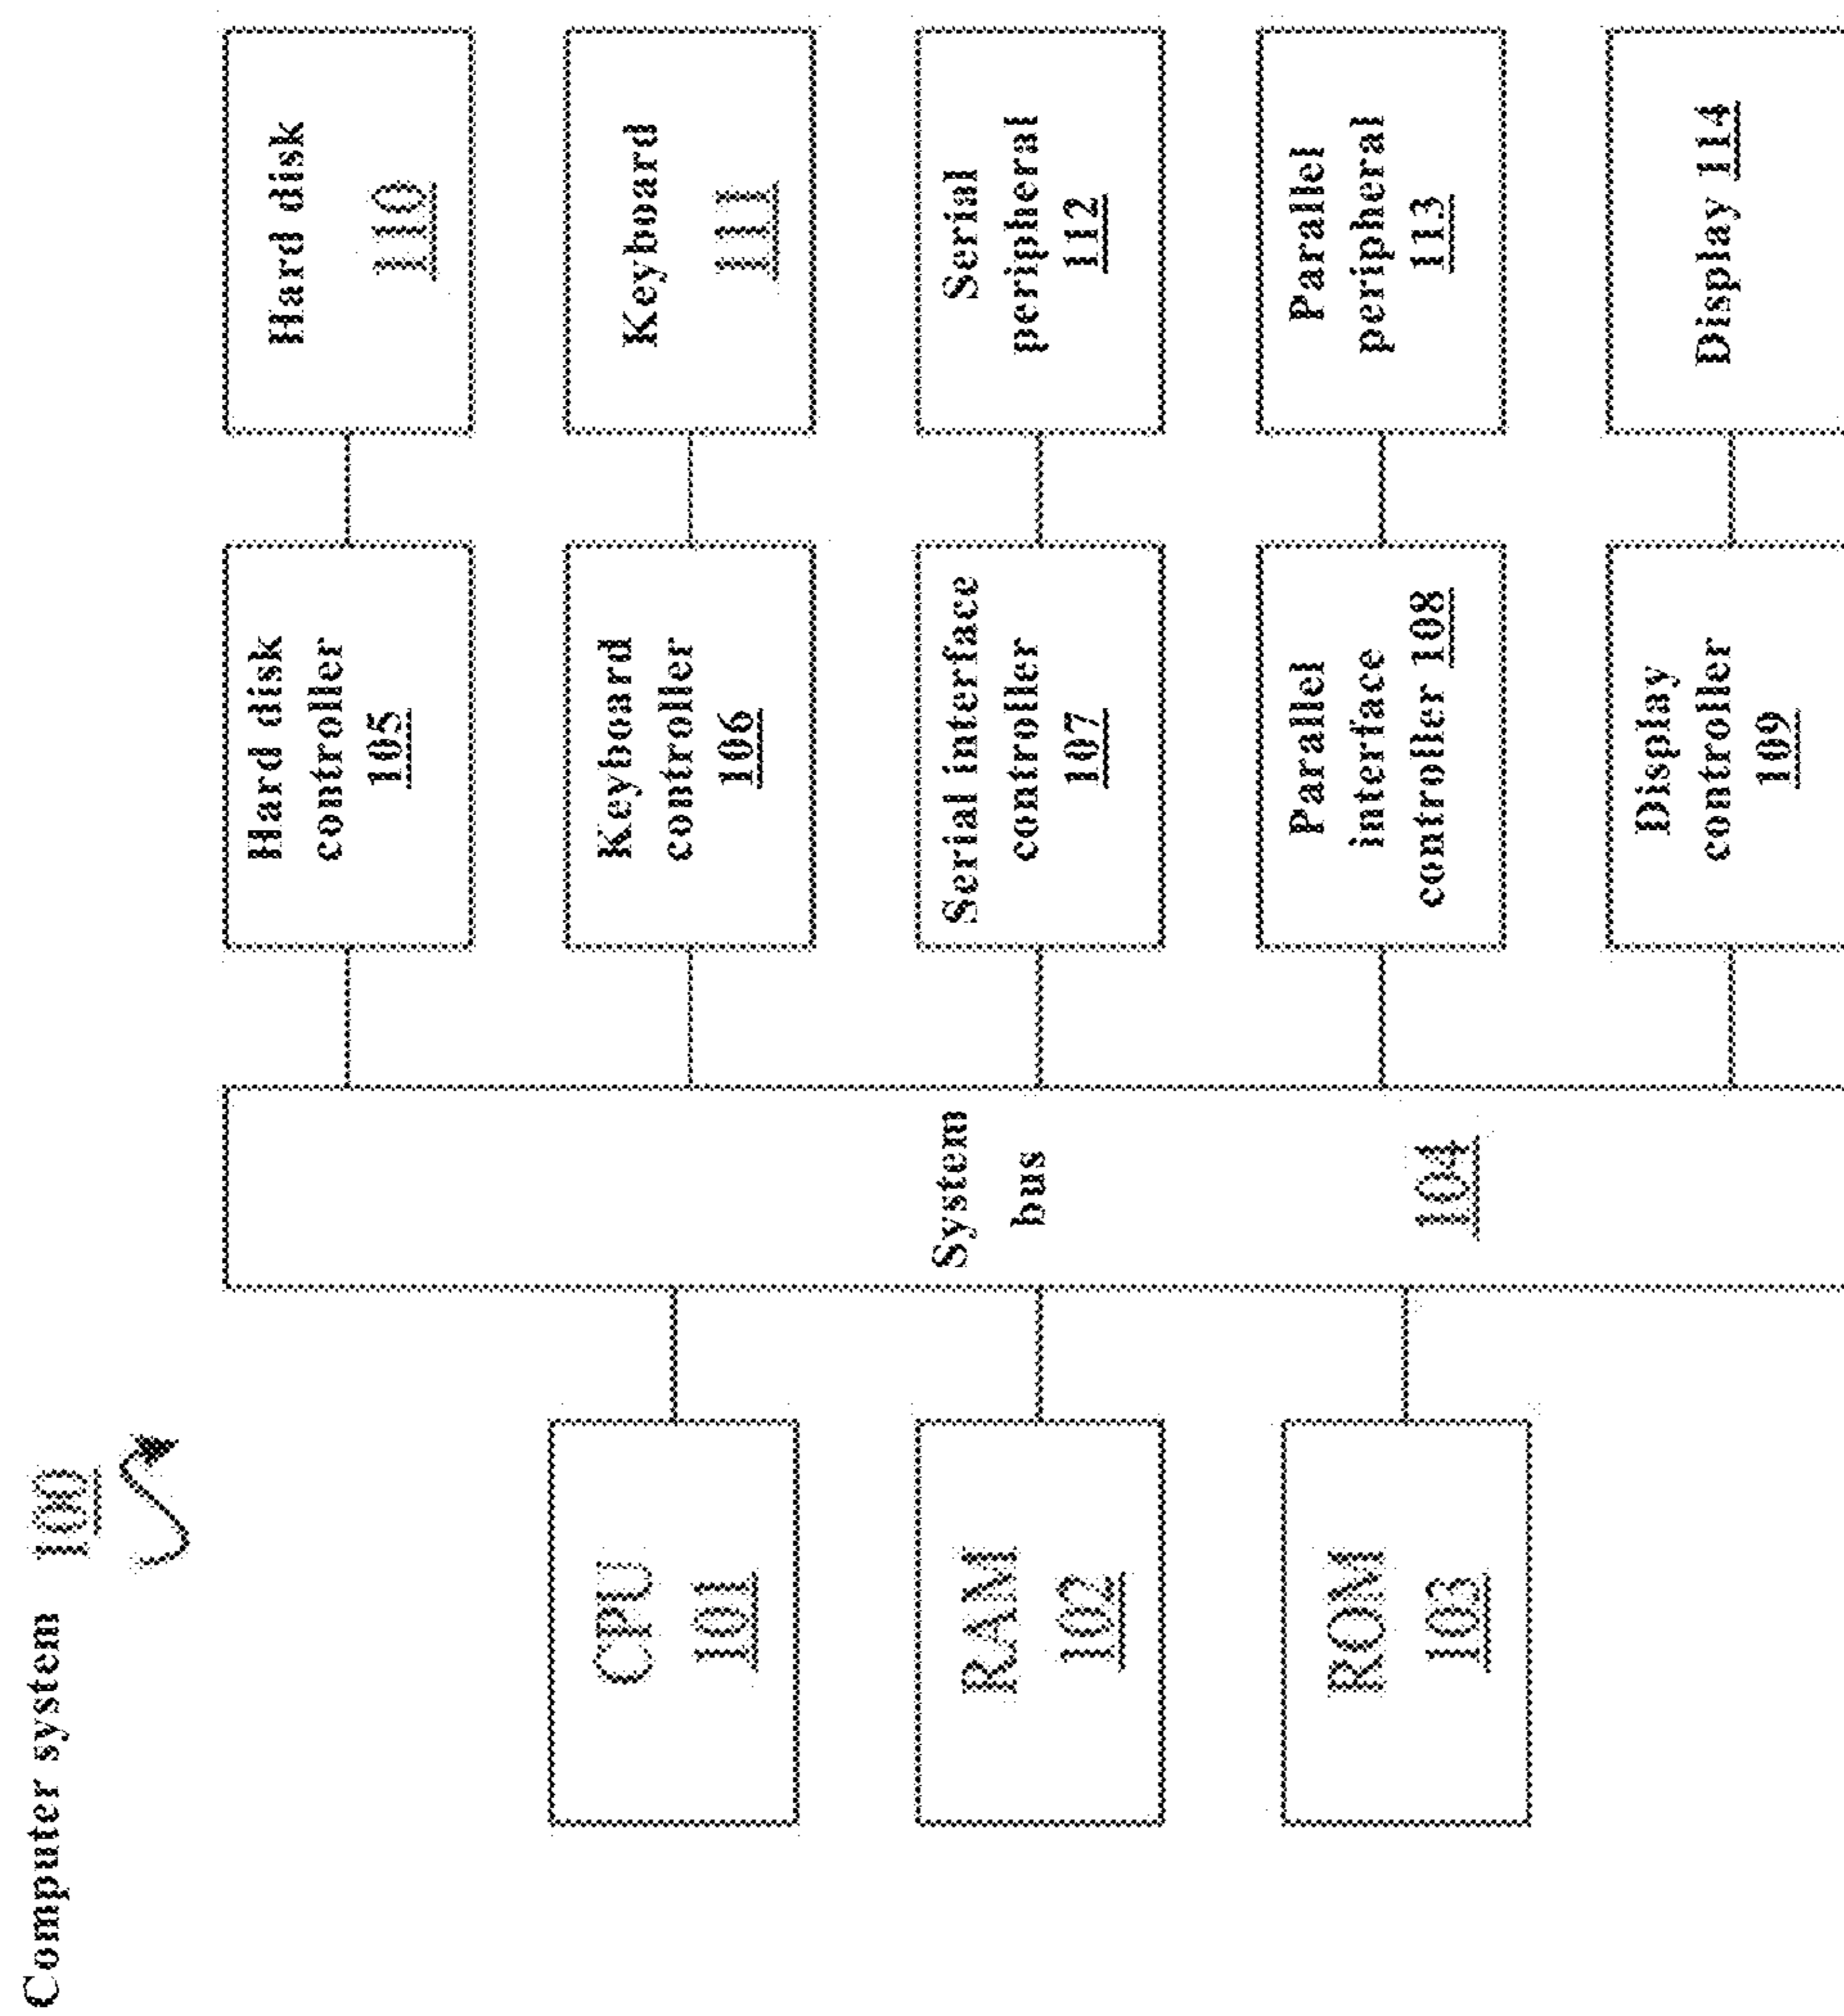 Computer system 100
CPU
101
RAM
102
ROM
103
System
bus
104
Hard disk
controller
105
Keyboard
controller
106
Serial interface
controller
107
Parallel
interface
controller 108
Display
controller
109
Hard disk
110
Keyboard
111
Serial
peripheral
112
Parallel
peripheral
113
Display 114